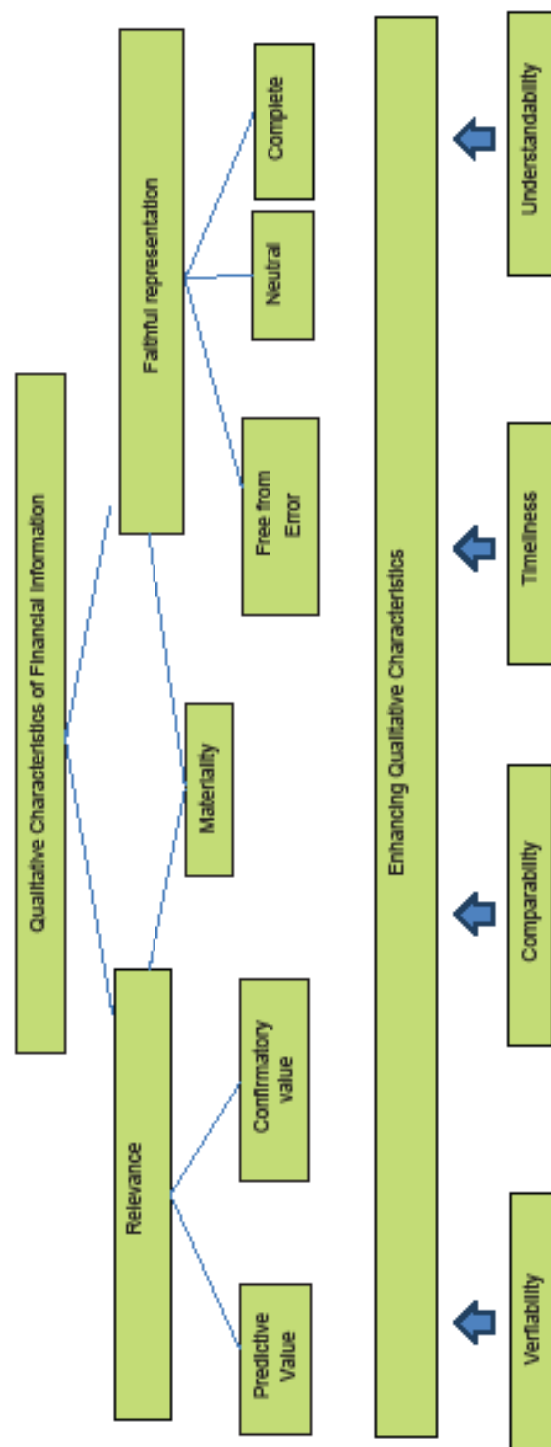 Qualitative Characteristics of Financial Information
Relevance
Faithful representation
Materiality
Predictive
Value
Confirmatory
value
Free from
Error
Neutral
Complete
Enhancing Qualitative Characteristics
Verfiability
Comparability
Timeliness
Understandability